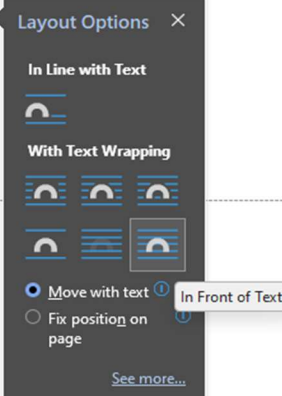 Layout Options
In Line with Text
With Text Wrapping
Move with text
In Front of Text
Fix position on
page
See more...